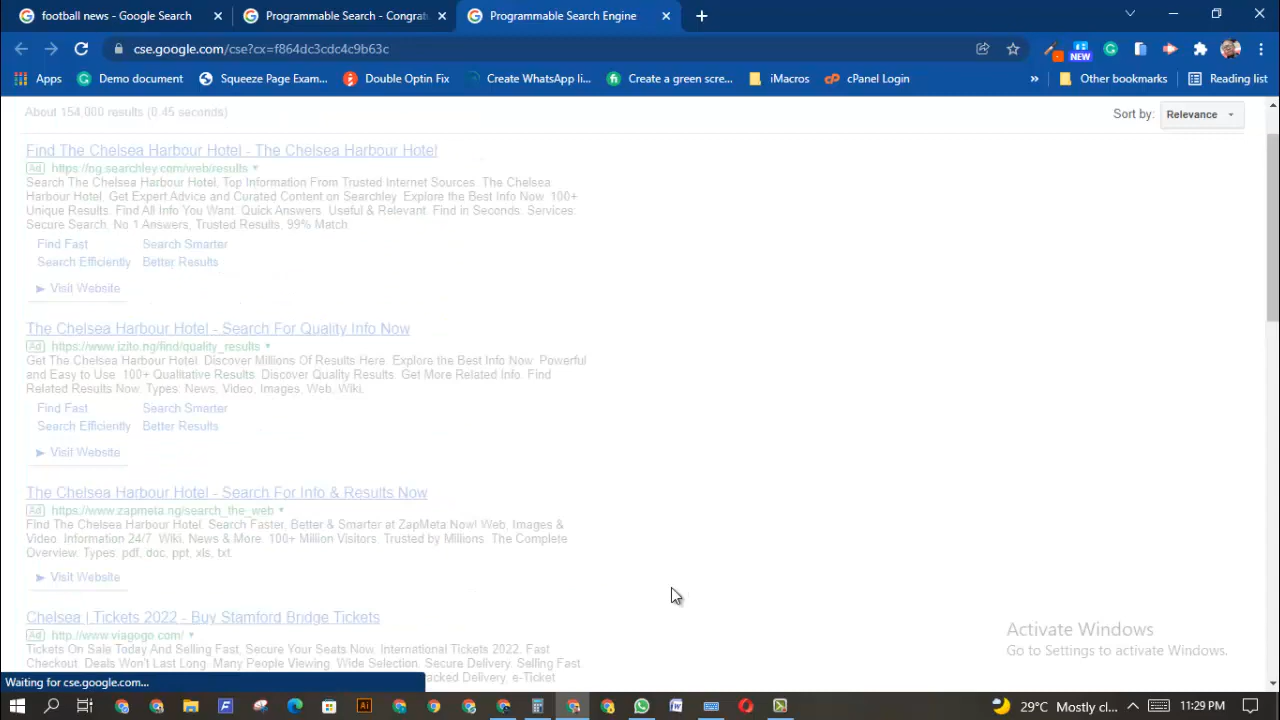 football news - Google Search
Programmable Search - Congrat
Programmable Search Engine
cse.google.com/cse?cx=f864dc3cdc4c9b63c
NEW
Apps
Demo document
Squeeze Page Exam...
Double Optin Fix
Create WhatsApp li...
Create a green scre...
iMacros
cPanel Login
»
Other bookmarks
Reading list
About 154,000 results (0.45 seconds)
Sort by:
Relevance
Find The Chelsea Harbour Hotel - The Chelsea Harbour Hotel
Ad https://ng.searchley.com/web/results
Search The Chelsea Harbour Hotel, Top Information From Trusted Internet Sources. The Chelsea
Harbour Hotel, Get Expert Advice and Curated Content on Searchley. Explore the Best Info Now. 100+
Unique Results. Find All Info You Want. Quick Answers. Useful & Relevant. Find in Seconds. Services:
Secure Search, No 1 Answers, Trusted Results, 99% Match.
Find Fast Search Smarter
Search Efficiently Better Results
Visit Website
The Chelsea Harbour Hotel - Search For Quality Info Now
Ad https://www.izito.ng/find/quality_results
Get The Chelsea Harbour Hotel. Discover Millions Of Results Here. Explore the Best Info Now. Powerful
and Easy to Use. 100+ Qualitative Results. Discover Quality Results. Get More Related Info. Find
Related Results Now. Types: News, Video, Images, Web, Wiki.
Find Fast Search Smarter
Search Efficiently Better Results
Visit Website
The Chelsea Harbour Hotel - Search For Info & Results Now
Ad https://www.zapmeta.ng/search_the_web
Find The Chelsea Harbour Hotel. Search Faster, Better & Smarter at ZapMeta Now! Web, Images &
Video. Information 24/7. Wiki, News & More. 100+ Million Visitors. Trusted by Millions. The Complete
Overview. Types: pdf, doc, ppt, xls, txt.
Visit Website
Chelsea | Tickets 2022 - Buy Stamford Bridge Tickets
Ad http://www.viagogo.com/
Tickets On Sale Today And Selling Fast, Secure Your Seats Now. International Tickets 2022. Fast
Checkout. Deals Won't Last Long. Many People Viewing. Wide Selection. Secure Delivery. Selling Fast
acked Delivery, e-Ticket
Activate Windows
Go to Settings to activate Windows.
Waiting for cse.google.com...
29°C Mostly cl...
11:29 PM